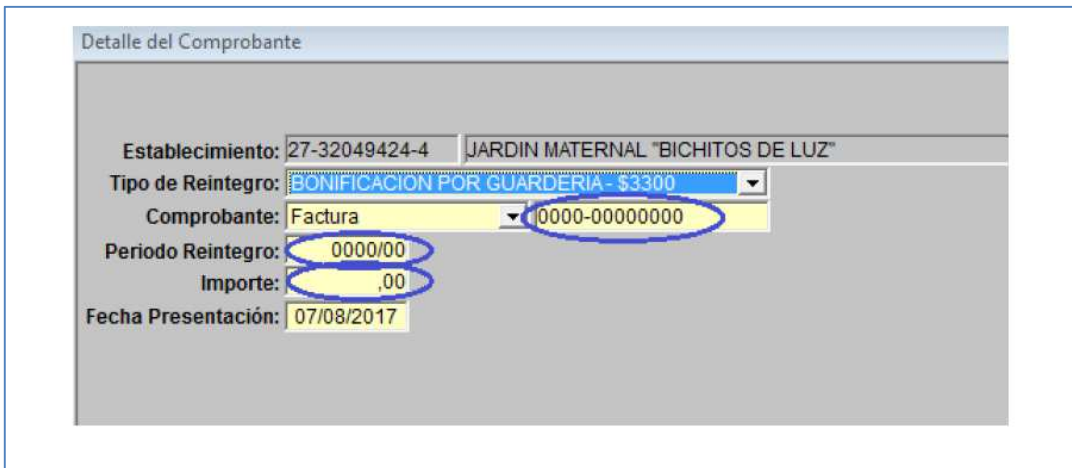 Detalle del Comprobante
Establecimiento: 27-32049424-4 JARDIN MATERNAL "BICHITOS DE LUZ"
Tipo de Reintegro: BONIFICACION POR GUARDERIA - $3300
Comprobante: Factura 0000-00000000
Periodo Reintegro: 0000/00
Importe: ,00
Fecha Presentación: 07/08/2017